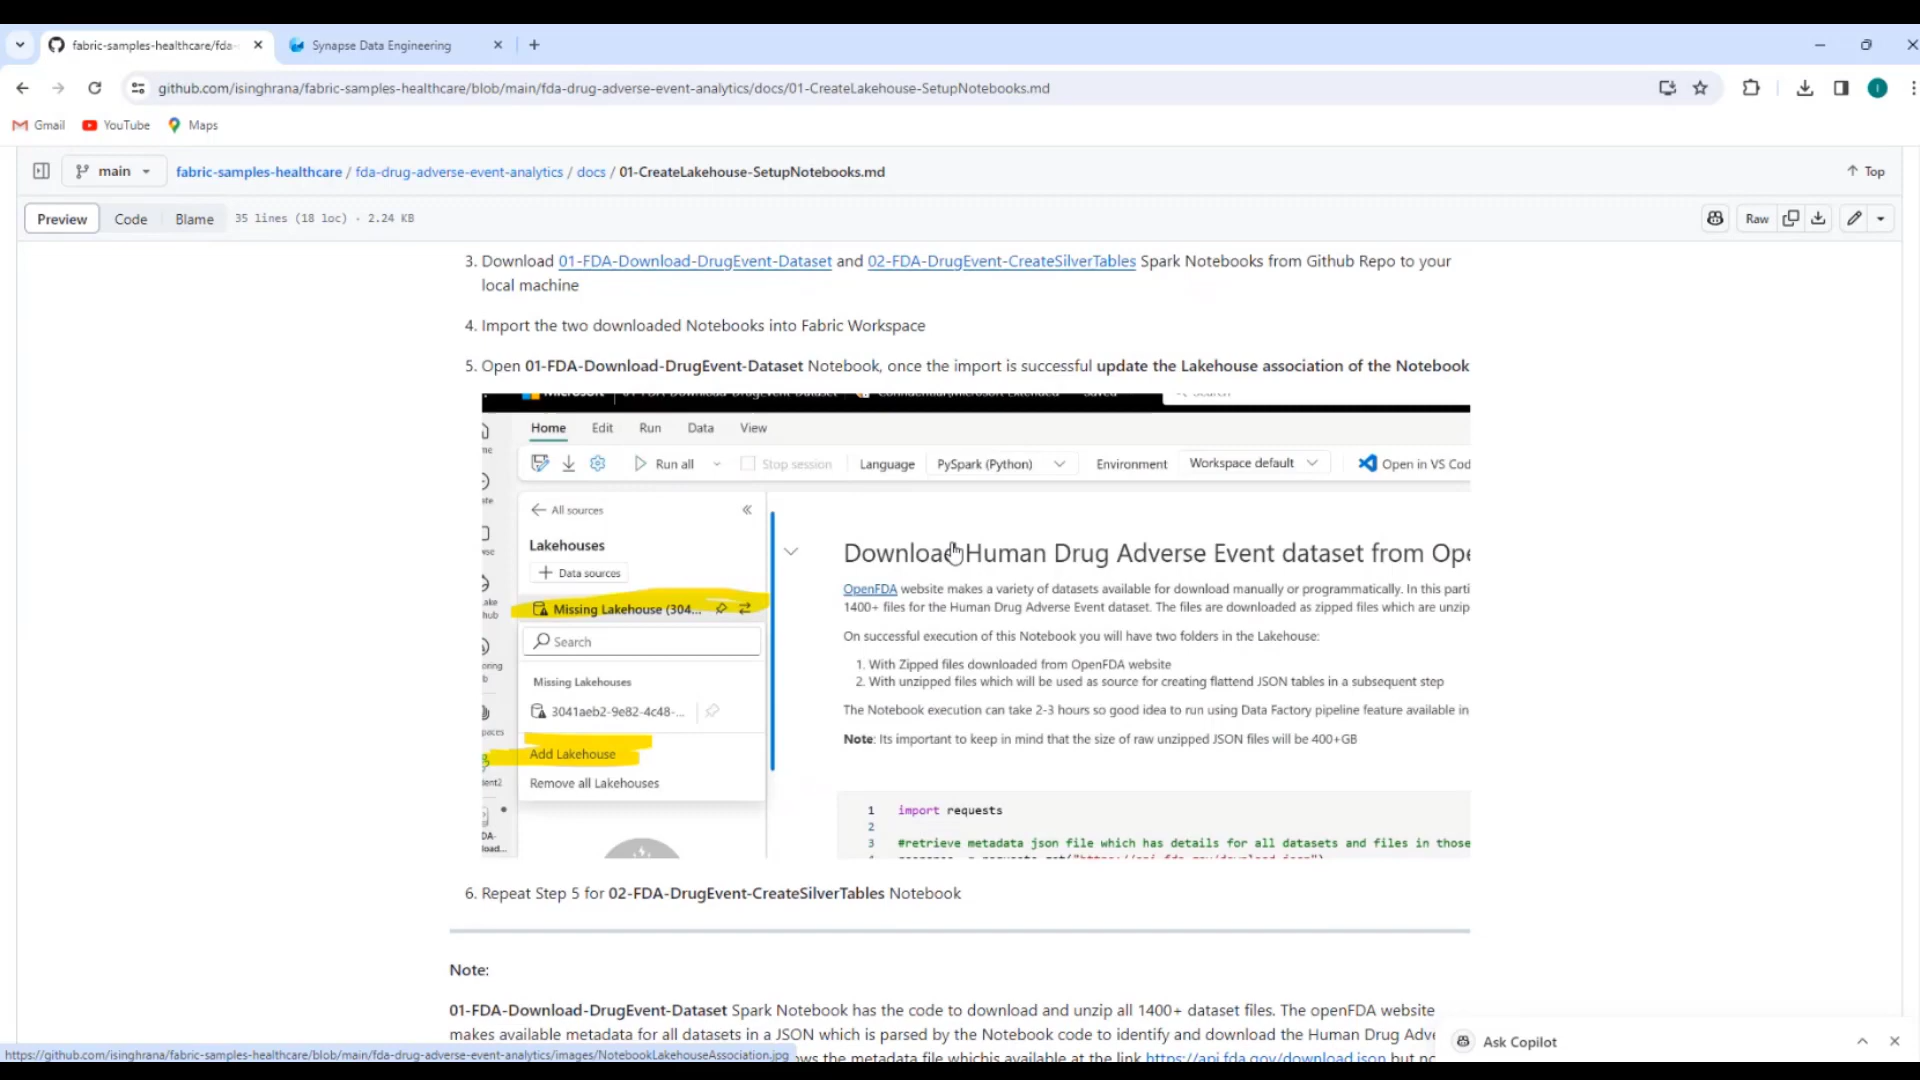 fabric-samples-healthcare/fda-
Synapse Data Engineering
github.com/isinghrana/fabric-samples-healthcare/blob/main/fda-drug-adverse-event-analytics/docs/01-CreateLakehouse-SetupNotebooks.md
Gmail YouTube Maps
main fabric-samples-healthcare / fda-drug-adverse-event-analytics / docs / 01-CreateLakehouse-SetupNotebooks.md Top
Preview Code Blame 35 lines (18 loc) · 2.24 KB Raw
3. Download 01-FDA-Download-DrugEvent-Dataset and 02-FDA-DrugEvent-CreateSilverTables Spark Notebooks from Github Repo to your
local machine
4. Import the two downloaded Notebooks into Fabric Workspace
5. Open 01-FDA-Download-DrugEvent-Dataset Notebook, once the import is successful update the Lakehouse association of the Notebook
Home Edit Run Data View
Run all Stop session Language PySpark (Python) Environment Workspace default Open in VS Cod
All sources
Lakehouses
Data sources
Missing Lakehouse (304...
Search
Missing Lakehouses
3041aeb2-9e82-4c48-...
Add Lakehouse
Remove all Lakehouses
Download Human Drug Adverse Event dataset from Ope
OpenFDA website makes a variety of datasets available for download manually or programmatically. In this parti
1400+ files for the Human Drug Adverse Event dataset. The files are downloaded as zipped files which are unzip
On successful execution of this Notebook you will have two folders in the Lakehouse:
1. With Zipped files downloaded from OpenFDA website
2. With unzipped files which will be used as source for creating flattend JSON tables in a subsequent step
The Notebook execution can take 2-3 hours so good idea to run using Data Factory pipeline feature available in
Note: Its important to keep in mind that the size of raw unzipped JSON files will be 400+GB
1 import requests
2
3 #retrieve metadata json file which has details for all datasets and files in those
6. Repeat Step 5 for 02-FDA-DrugEvent-CreateSilverTables Notebook
Note:
01-FDA-Download-DrugEvent-Dataset Spark Notebook has the code to download and unzip all 1400+ dataset files. The openFDA website
makes available metadata for all datasets in a JSON which is parsed by the Notebook code to identify and download the Human Drug Adve
ows the metadata file whichis available at the link https://api.fda.gov/download.json but no
Ask Copilot
https://github.com/isinghrana/fabric-samples-healthcare/blob/main/fda-drug-adverse-event-analytics/images/NotebookLakehouseAssociation.jpg